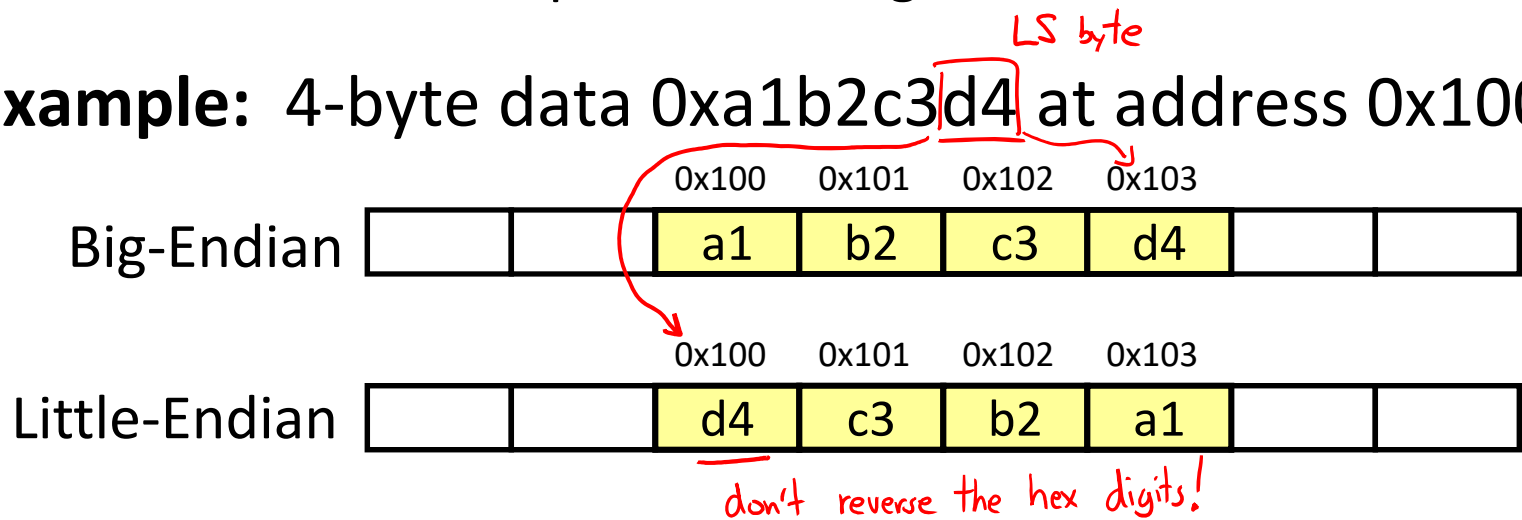 LS byte
xample: 4-byte data 0xa1b2c3d4 at address 0x100
0x100 0x101 0x102 0x103
Big-Endian a1 b2 c3 d4
0x100 0x101 0x102 0x103
Little-Endian d4 c3 b2 a1
don't reverse the hex digits!